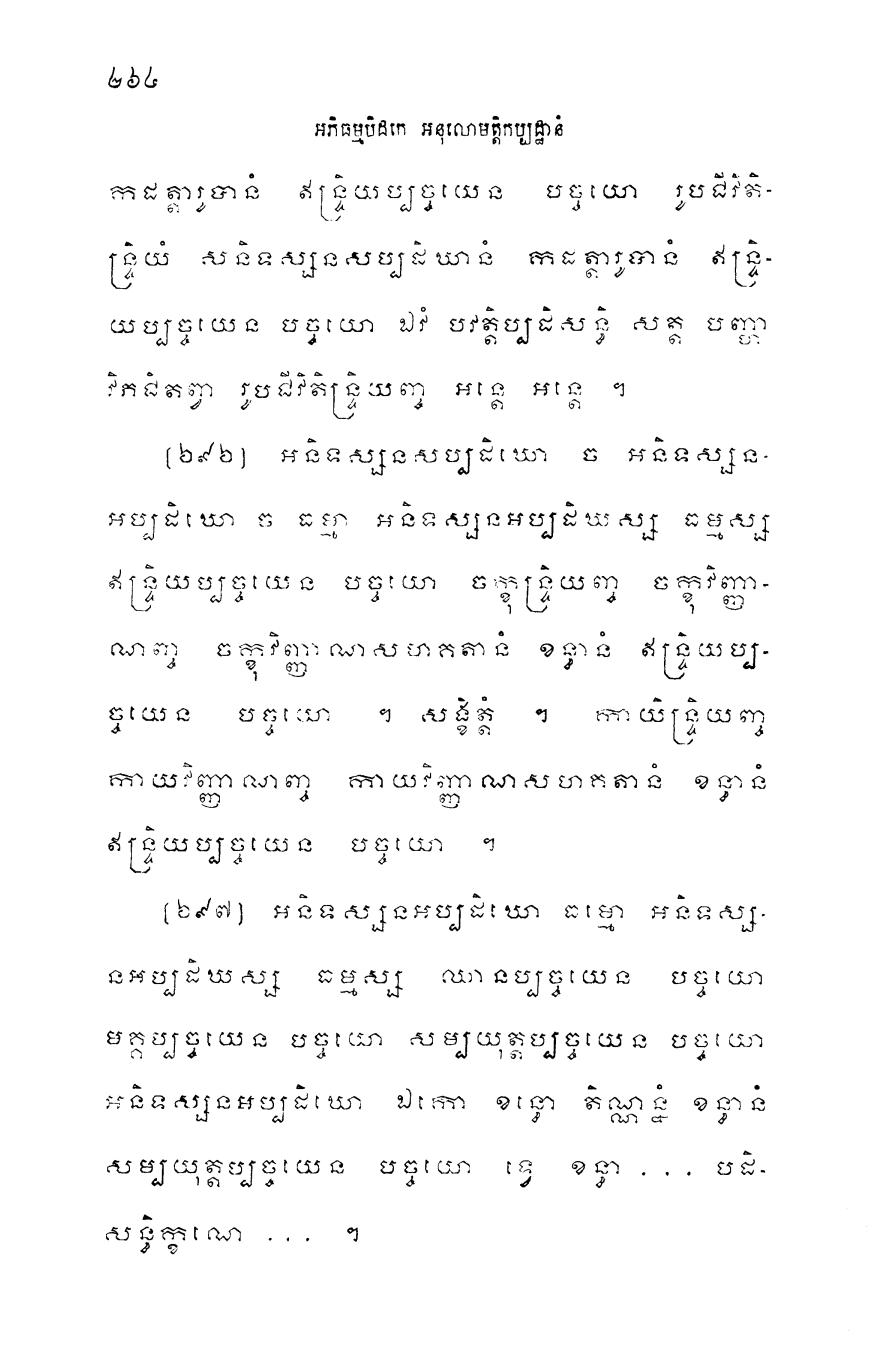 ២៦៤
អភិធម្មបិដកេ អនុលោមត្តិកប្បដ្ឋានំ
កដត្តារូបានំ ឥន្ទ្រិយប្បច្ចយេន បច្ចយោ រូបជីវិតិ-
ន្ទ្រិយំ សនិទស្សនសប្បដិឃានំ កដត្តារូបានំ ឥន្ទ្រិ-
យប្បច្ចយេន បច្ចយោ ឯវំ បវត្តិប្បដិសន្ធិ សត្ត បញ្ហា
វិភជិតព្វា រូបជីវិតិន្ទ្រិយញ្ច អន្តេ អន្តេ ។
(២៩៦) អនិទស្សនសប្បដិឃោ ច អនិទស្សន-
អប្បដិឃោ ច ធម្មា អនិទស្សនអប្បដិឃស្ស ធម្មស្ស
ឥន្ទ្រិយប្បច្ចយេន បច្ចយោ ចក្ខុន្ទ្រិយញ្ច ចក្ខុវិញ្ញា-
ណញ្ច ចក្ខុវិញ្ញាណសហគតានំ ខន្ធានំ ឥន្ទ្រិយប្ប-
ច្ចយេន បច្ចយោ ។ សង្ខិត្តំ ។ កាយិន្ទ្រិយញ្ច
កាយវិញ្ញាណញ្ច កាយវិញ្ញាណសហគតានំ ខន្ធានំ
ឥន្ទ្រិយប្បច្ចយេន បច្ចយោ ។
(២៩៧) អនិទស្សនអប្បដិឃោ ធម្មោ អនិទស្ស-
នអប្បដិឃស្ស ធម្មស្ស ឈានប្បច្ចយេន បច្ចយោ
មគ្គប្បច្ចយេន បច្ចយោ សម្បយុត្តប្បច្ចយេន បច្ចយោ
អនិទស្សនអប្បដិឃោ ឯកោ ខន្ធោ តិណ្ណន្នំ ខន្ធានំ
សម្បយុត្តប្បច្ចយេន បច្ចយោ ទ្វេ ខន្ធា . . . បដិ-
សន្ធិក្ខណេ . . . ។